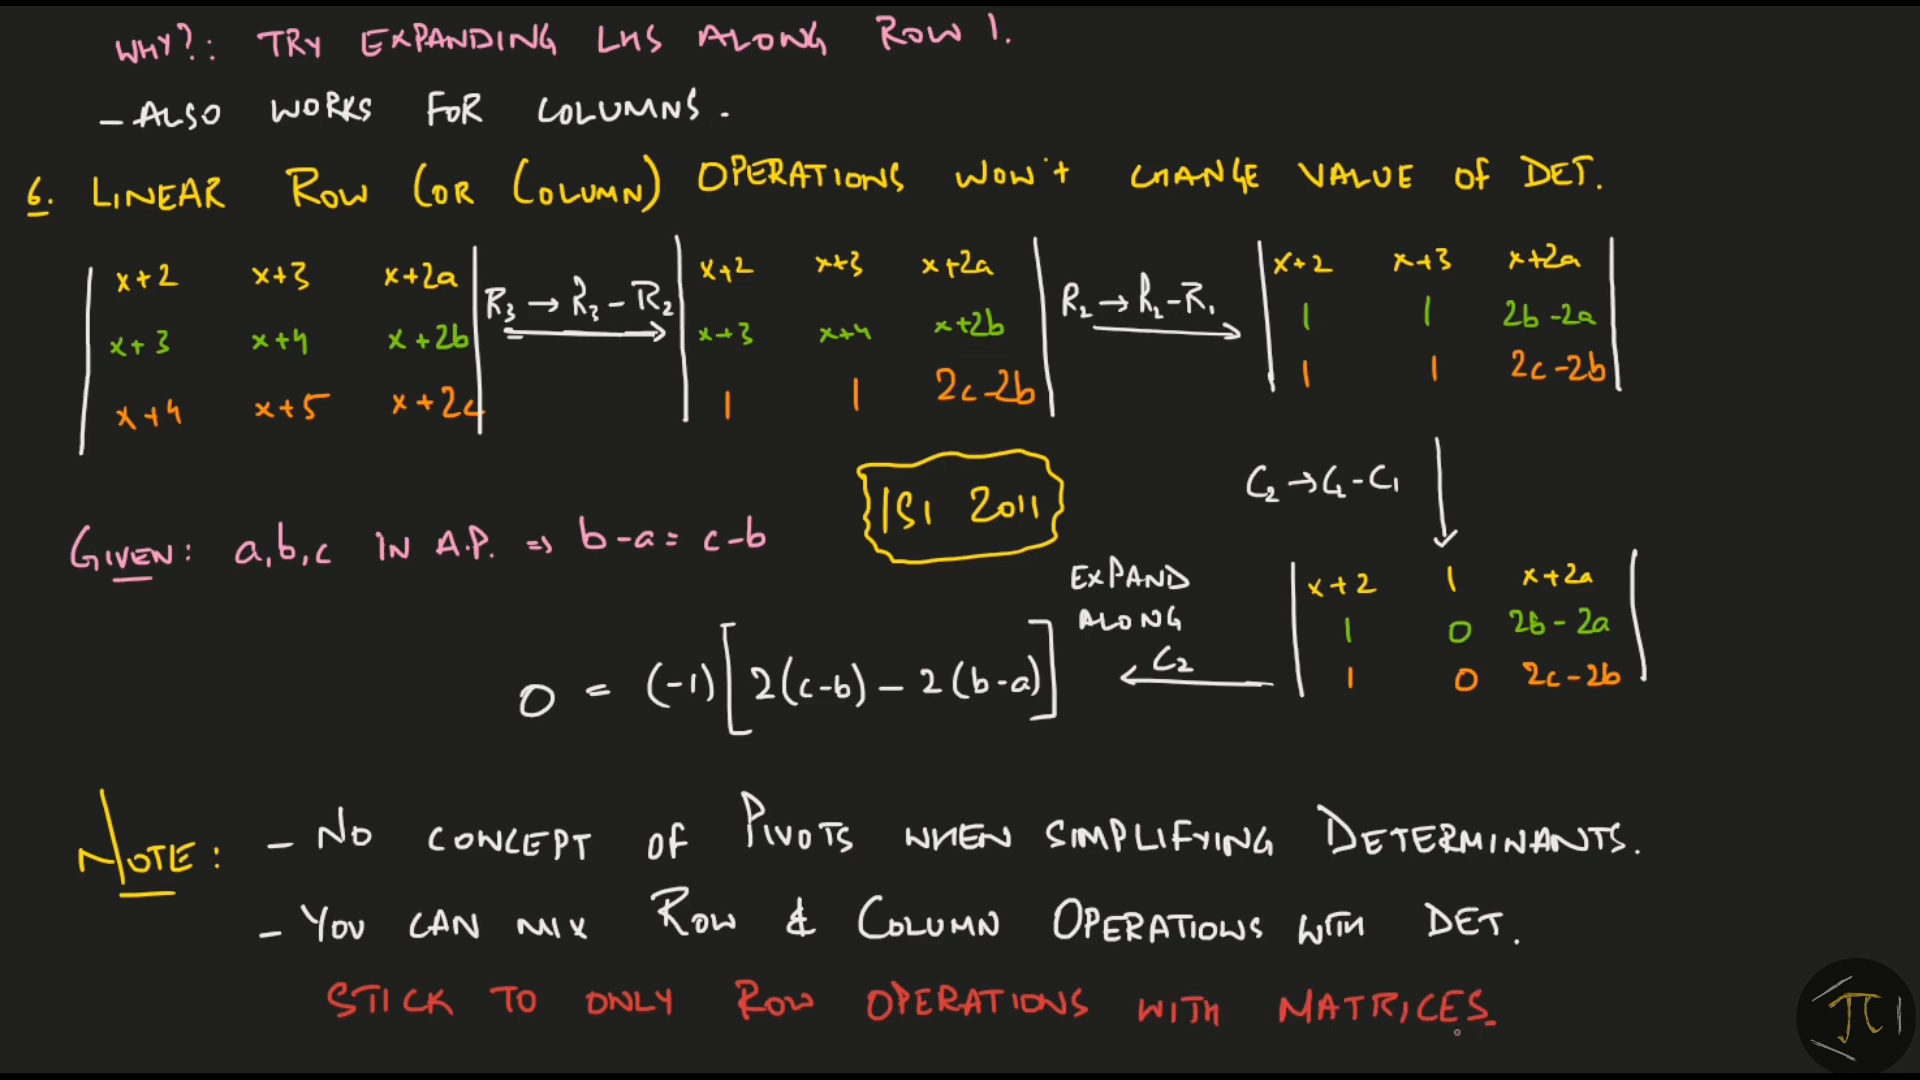 WHY?: TRY EXPANDING LHS ALONG ROW 1.
- ALSO WORKS FOR COLUMNS.
6. LINEAR ROW (OR COLUMN) OPERATIONS WON'T CHANGE VALUE OF DET.
| x+2 x+3 x+2a |
| x+3 x+4 x+2b |
| x+4 x+5 x+2c |
R₃ → R₃ - R₂
| x+2 x+3 x+2a |
| x+3 x+4 x+2b |
| 1 1 2c-2b |
R₂ → R₂ - R₁
| x+2 x+3 x+2a |
| 1 1 2b-2a |
| 1 1 2c-2b |
C₂ → C₂ - C₁
| x+2 1 x+2a |
| 1 0 2b-2a |
| 1 0 2c-2b |
EXPAND
ALONG
C₂
ISI 2011
GIVEN: a,b,c IN A.P. ⇒ b-a = c-b
0 = (-1)[2(c-b) - 2(b-a)]
NOTE: - NO CONCEPT OF PIVOTS WHEN SIMPLIFYING DETERMINANTS.
- YOU CAN MIX ROW & COLUMN OPERATIONS WITH DET.
STICK TO ONLY ROW OPERATIONS WITH MATRICES.
π